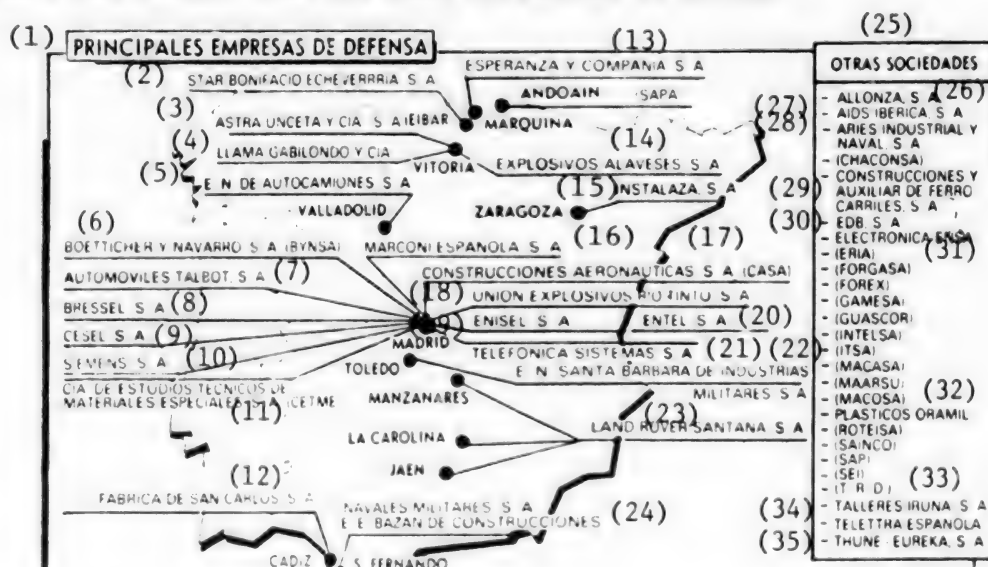 (1) PRINCIPALES EMPRESAS DE DEFENSA
(2) STAR BONIFACIO ECHEVERRRIA S A
(13) ESPERANZA Y COMPAÑIA S A
ANDOAIN (SAPA
MARQUINA
(3) ASTRA UNCETA Y CIA S A (EIBAR)
(4) LLAMA GABILONDO Y CIA
VITORIA
(14) EXPLOSIVOS ALAVESES S A
(5) E N DE AUTOCAMIONES S A
VALLADOLID
(15) INSTALAZA S A
ZARAGOZA
(6) BOETTICHER Y NAVARRO S A (BYNSA)
MARCONI ESPAÑOLA S A (16)
(17)
CONSTRUCCIONES AERONAUTICAS S A (CASA)
AUTOMOVILES TALBOT, S A (7)
(18) UNION EXPLOSIVOS RIO TINTO S A
BRESSEL S A (8)
ENISEL S A
ENTEL S A (20)
CESEL S A (9)
MADRID
TELEFONICA SISTEMAS S A (21)
SIEMENS S A (10)
TOLEDO
(22) E N SANTA BARBARA DE INDUSTRIAS
MILITARES S A
CIA DE ESTUDIOS TECNICOS DE
MATERIALES ESPECIALES (CETME
(11)
MANZANARES
(23)
LAND ROVER SANTANA S A
LA CAROLINA
JAEN
(12)
FABRICA DE SAN CARLOS S A
NAVALES MILITARES S A
E E BAZAN DE CONSTRUCCIONES (24)
CADIZ
S. FERNANDO
(25)
OTRAS SOCIEDADES
- ALLONZA, S A (26)
(27) - AIDS IBERICA, S A
(28) - ARIES INDUSTRIAL Y
NAVAL, S A
- (CHACONSA)
- CONSTRUCCIONES Y
(29) AUXILIAR DE FERRO
CARRILES, S A
(30) - EDB, S A
- ELECTRONICA ENSA
- (ERIA) (31)
- (FORGASA)
- (FOREX)
- (GAMESA)
- (GUASCOR)
- (INTELSA)
- (ITSA)
- (MACASA)
- (MAARSU)
- (MACOSA) (32)
- PLASTICOS ORAMIL
- (ROTEISA)
- (SAINCO)
- (SAP)
- (SEI)
- (T R D) (33)
(34) - TALLERES IRUÑA S A
- TELETTRA ESPAÑOLA
(35) - THUNE-EUREKA, S A